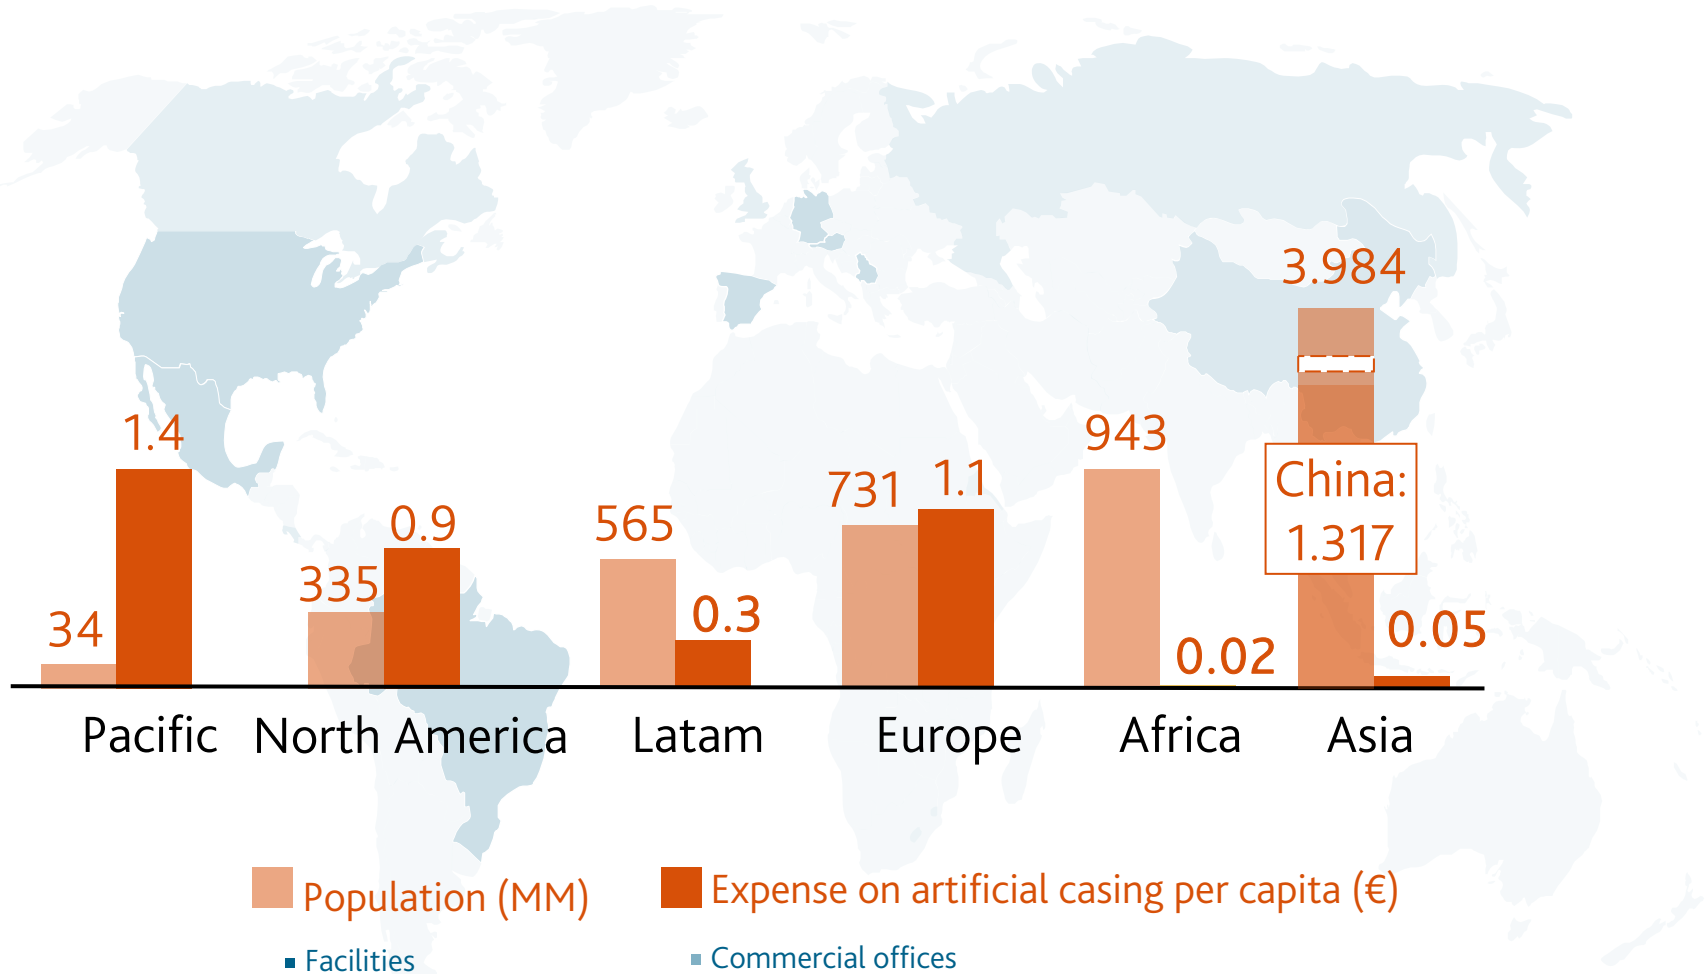 3.984
1.4
943
China:
1.317
731
1.1
565
0.9
335
34
0.3
0.02
0.05
Pacific
North America
Latam
Europe
Africa
Asia
Population (MM)
Expense on artificial casing per capita (€)
Facilities
Commercial offices